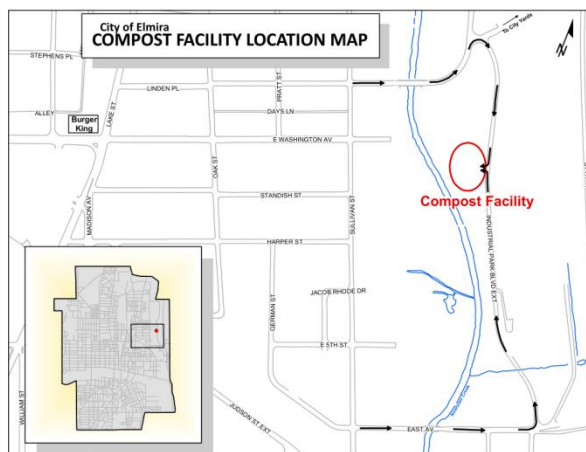 City of Elmira
COMPOST FACILITY LOCATION MAP
To City Yards
N
STEPHENS PL
LINDEN PL
PRATT ST
DAYS LN
ALLEY
Burger
King
LAKE ST
E WASHINGTON AV
OAK ST
Compost Facility
STANDISH ST
MADISON AV
SULLIVAN ST
INDUSTRIAL PARK BLVD EXT
HARPER ST
JACOB RHODE DR
GERMAN ST
E 5TH ST
WILLIAM ST
JUDSON ST EXT
EAST AV